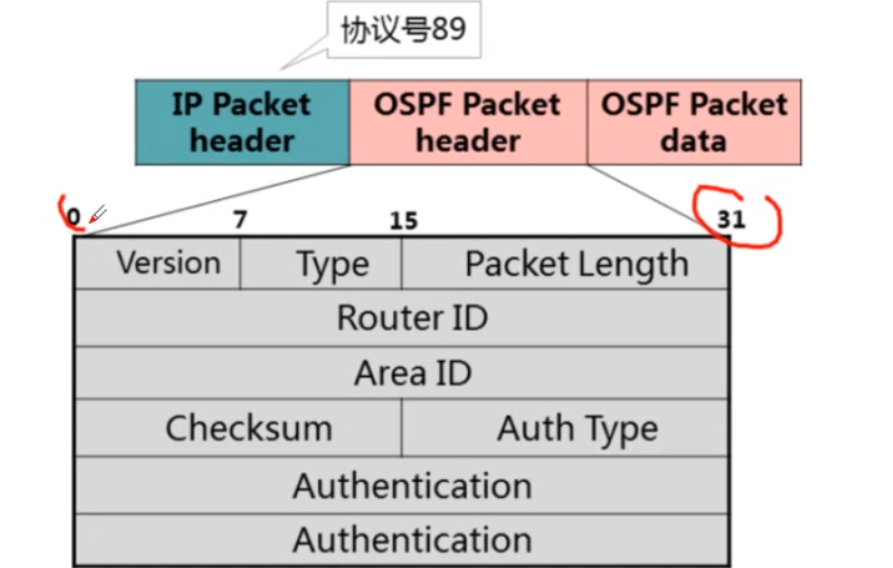 协议号89
IP Packet header
OSPF Packet header
OSPF Packet data
0 7 15 31
Version Type Packet Length
Router ID
Area ID
Checksum Auth Type
Authentication
Authentication